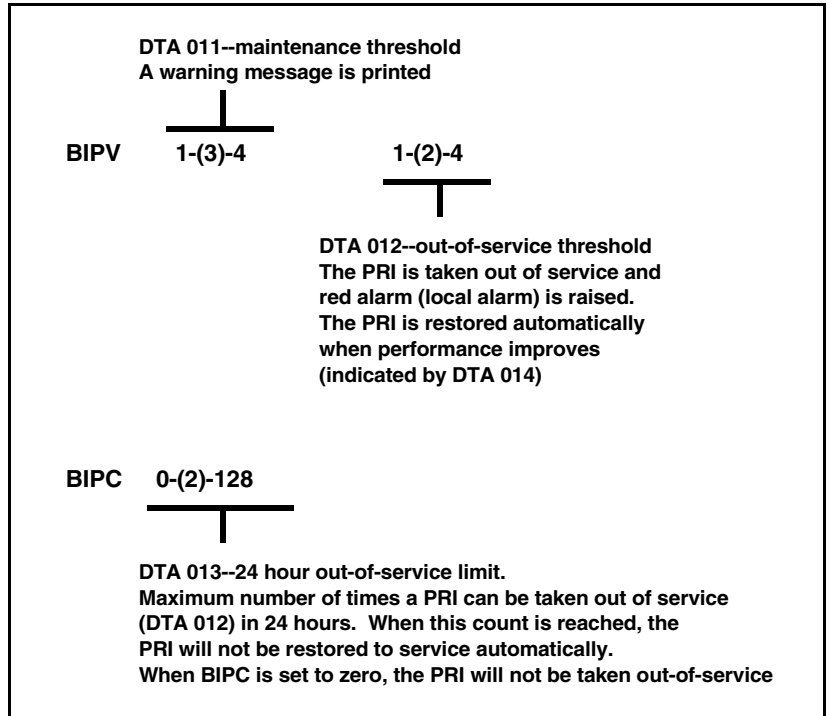 DTA 011--maintenance threshold
A warning message is printed
BIPV 1-(3)-4 1-(2)-4
DTA 012--out-of-service threshold
The PRI is taken out of service and
red alarm (local alarm) is raised.
The PRI is restored automatically
when performance improves
(indicated by DTA 014)
BIPC 0-(2)-128
DTA 013--24 hour out-of-service limit.
Maximum number of times a PRI can be taken out of service
(DTA 012) in 24 hours. When this count is reached, the
PRI will not be restored to service automatically.
When BIPC is set to zero, the PRI will not be taken out-of-service